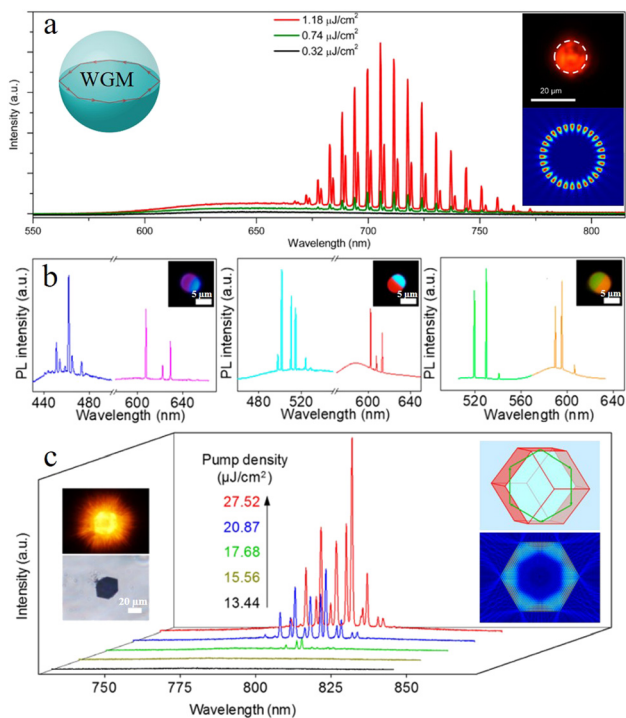 a
WGM
1.18 μJ/cm²
0.74 μJ/cm²
0.32 μJ/cm²
20 μm
Intensity (a.u.)
550 600 650 700 750 800
Wavelength (nm)
b
PL intensity (a.u.)
5 μm
440 480 600 640
Wavelength (nm)
PL intensity (a.u.)
5 μm
480 520 600 640
Wavelength (nm)
PL intensity (a.u.)
5 μm
520 560 600 640
Wavelength (nm)
c
Pump density
(μJ/cm²)
27.52
20.87
17.68
15.56
13.44
20 μm
Intensity (a.u.)
750 775 800 825 850
Wavelength (nm)